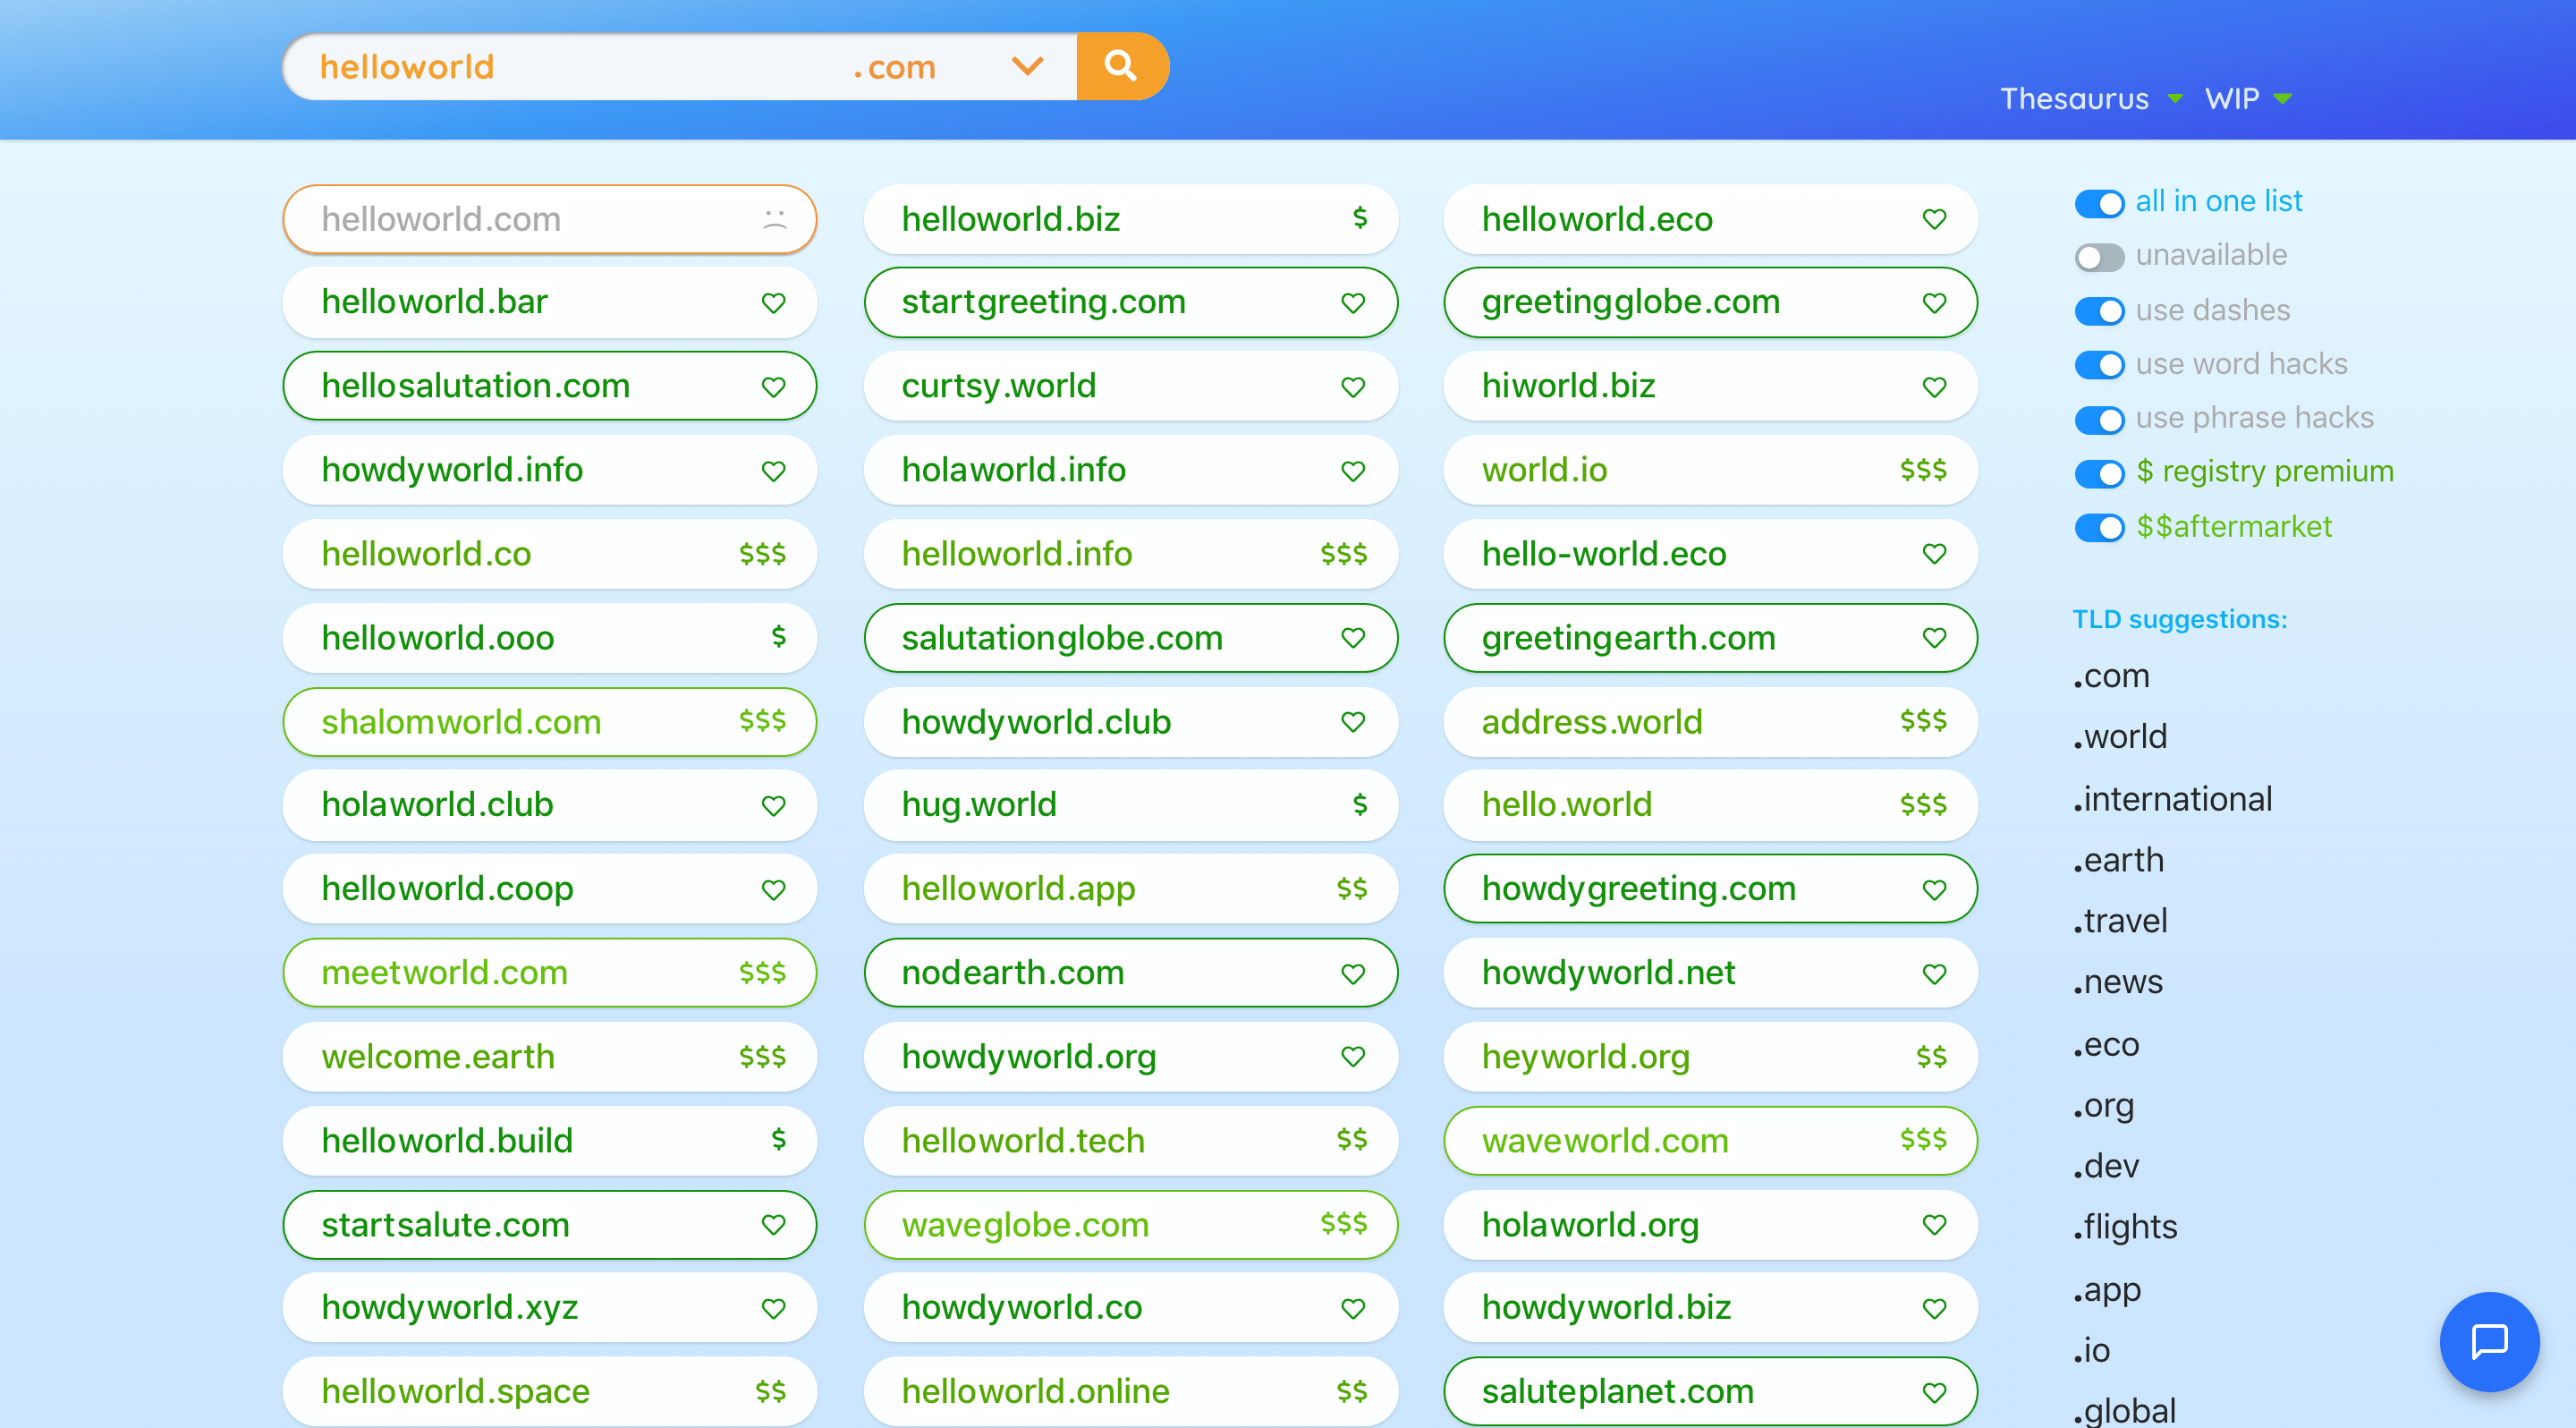 helloworld .com
Thesaurus WIP
helloworld.com
helloworld.biz $
helloworld.eco
helloworld.bar
startgreeting.com
greetingglobe.com
hellosalutation.com
curtsy.world
hiworld.biz
howdyworld.info
holaworld.info
world.io $$$
helloworld.co $$$
helloworld.info $$$
hello-world.eco
helloworld.ooo $
salutationglobe.com
greetingearth.com
shalomworld.com $$$
howdyworld.club
address.world $$$
holaworld.club
hug.world $
hello.world $$$
helloworld.coop
helloworld.app $$
howdygreeting.com
meetworld.com $$$
nodearth.com
howdyworld.net
welcome.earth $$$
howdyworld.org
heyworld.org $$
helloworld.build $
helloworld.tech $$
waveworld.com $$$
startsalute.com
waveglobe.com $$$
holaworld.org
howdyworld.xyz
howdyworld.co
howdyworld.biz
helloworld.space $$
helloworld.online $$
saluteplanet.com
all in one list
unavailable
use dashes
use word hacks
use phrase hacks
$ registry premium
$$aftermarket
TLD suggestions:
.com
.world
.international
.earth
.travel
.news
.eco
.org
.dev
.flights
.app
.io
.global